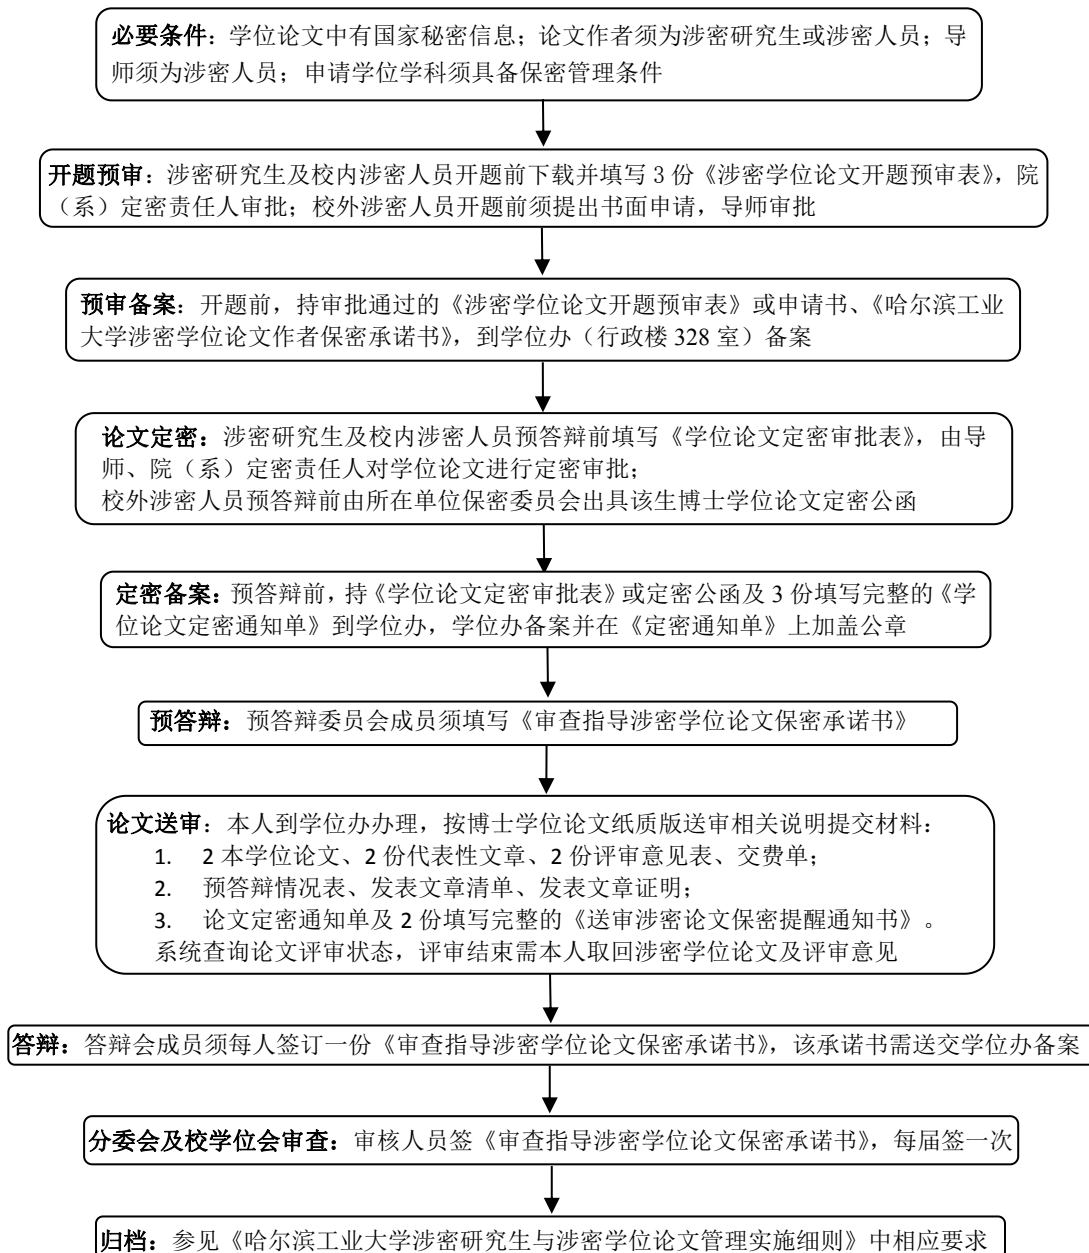 必要条件：学位论文中有国家秘密信息；论文作者须为涉密研究生或涉密人员；导
师须为涉密人员；申请学位学科须具备保密管理条件
开题预审：涉密研究生及校内涉密人员开题前下载并填写 3 份《涉密学位论文开题预审表》，院
（系）定密责任人审批；校外涉密人员开题前须提出书面申请，导师审批
预审备案：开题前，持审批通过的《涉密学位论文开题预审表》或申请书、《哈尔滨工业
大学涉密学位论文作者保密承诺书》，到学位办（行政楼 328 室）备案
论文定密：涉密研究生及校内涉密人员预答辩前填写《学位论文定密审批表》，由导
师、院（系）定密责任人对学位论文进行定密审批；
校外涉密人员预答辩前由所在单位保密委员会出具该生博士学位论文定密公函
定密备案：预答辩前，持《学位论文定密审批表》或定密公函及 3 份填写完整的《学
位论文定密通知单》到学位办，学位办备案并在《定密通知单》上加盖公章
预答辩：预答辩委员会成员须填写《审查指导涉密学位论文保密承诺书》
论文送审：本人到学位办办理，按博士学位论文纸质版送审相关说明提交材料：
1. 2 本学位论文、2 份代表性文章、2 份评审意见表、交费单；
2. 预答辩情况表、发表文章清单、发表文章证明；
3. 论文定密通知单及 2 份填写完整的《送审涉密论文保密提醒通知书》。
系统查询论文评审状态，评审结束需本人取回涉密学位论文及评审意见
答辩：答辩会成员须每人签订一份《审查指导涉密学位论文保密承诺书》，该承诺书需送交学位办备案
分委会及校学位会审查：审核人员签《审查指导涉密学位论文保密承诺书》，每届签一次
归档：参见《哈尔滨工业大学涉密研究生与涉密学位论文管理实施细则》中相应要求